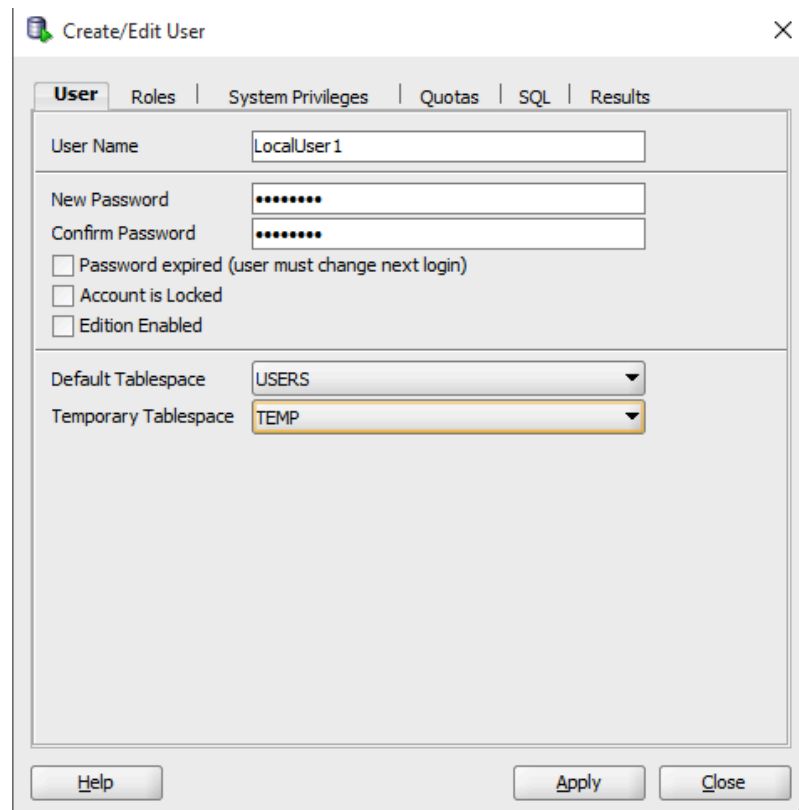 Create/Edit User
User Roles System Privileges Quotas SQL Results
User Name LocalUser1
New Password ••••••••
Confirm Password ••••••••
Password expired (user must change next login)
Account is Locked
Edition Enabled
Default Tablespace USERS
Temporary Tablespace TEMP
Help Apply Close